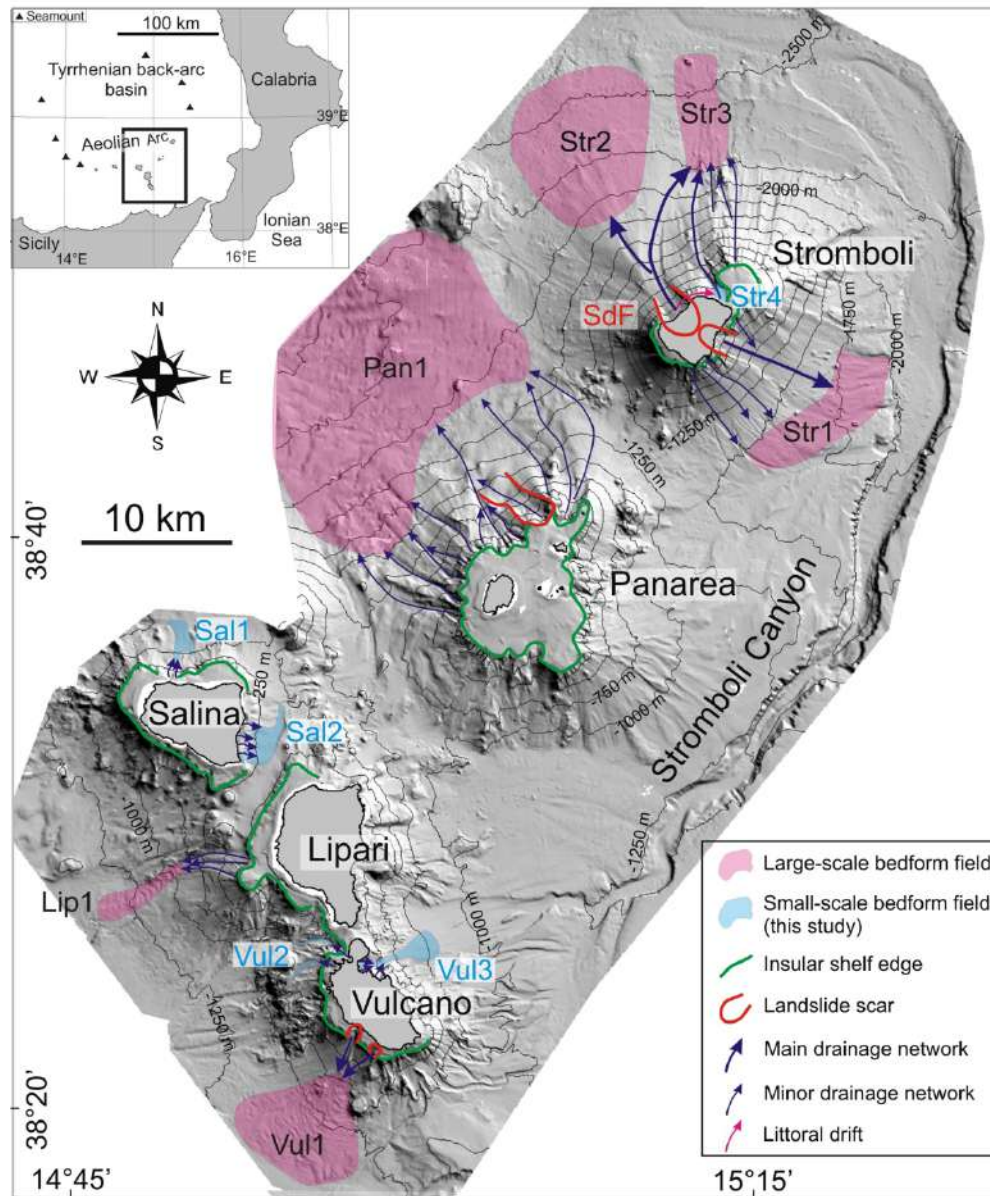 ▲ Seamount
100 km
Tyrrhenian back-arc
basin
Calabria
39°N
Aeolian Arc
38°N
Ionian
Sea
Sicily
14°E
16°E
N
W
E
S
10 km
38°40'
38°20'
14°45'
15°15'
-2500 m
Str3
Str2
-2000 m
Stromboli
Str4
SdF
-1750 m
-2000 m
Pan1
Str1
-1250 m
-1250 m
Panarea
Stromboli Canyon
Sal1
250 m
Salina
Sal2
-750 m
-1000 m
-1000 m
Lipari
-1250 m
Lip1
-1000 m
Vul2
Vul3
Vulcano
-1250 m
Vul1
Large-scale bedform field
Small-scale bedform field
(this study)
Insular shelf edge
Landslide scar
Main drainage network
Minor drainage network
Littoral drift